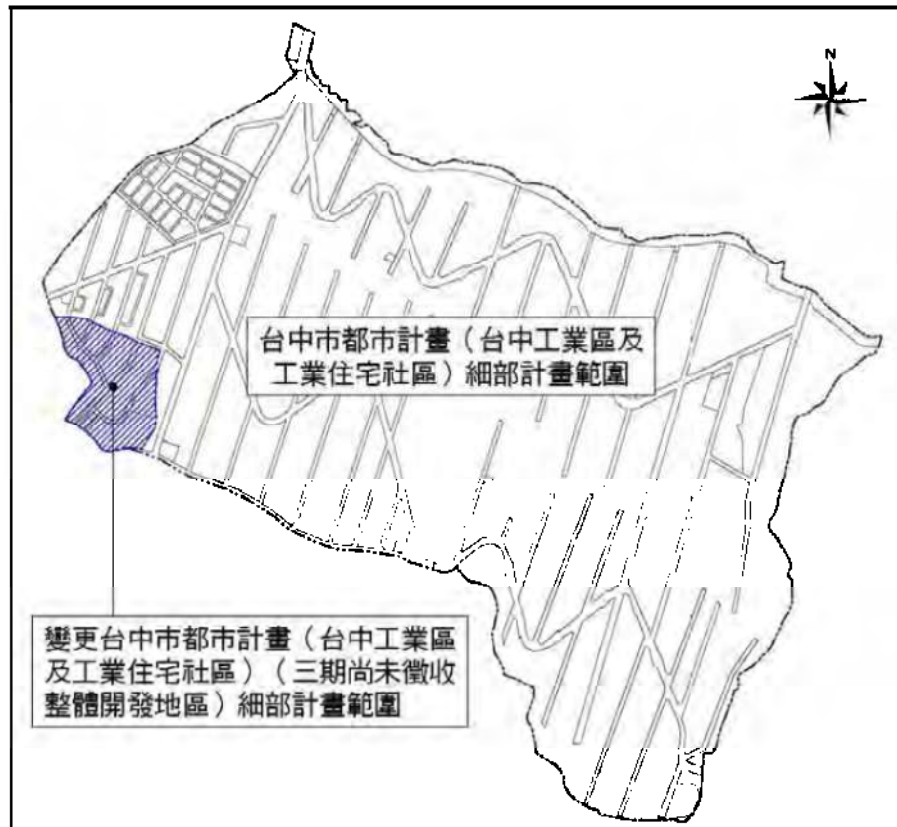 N
台中市都市計畫（台中工業區及
工業住宅社區）細部計畫範圍
變更台中市都市計畫（台中工業區
及工業住宅社區）（三期尚未徵收
整體開發地區）細部計畫範圍